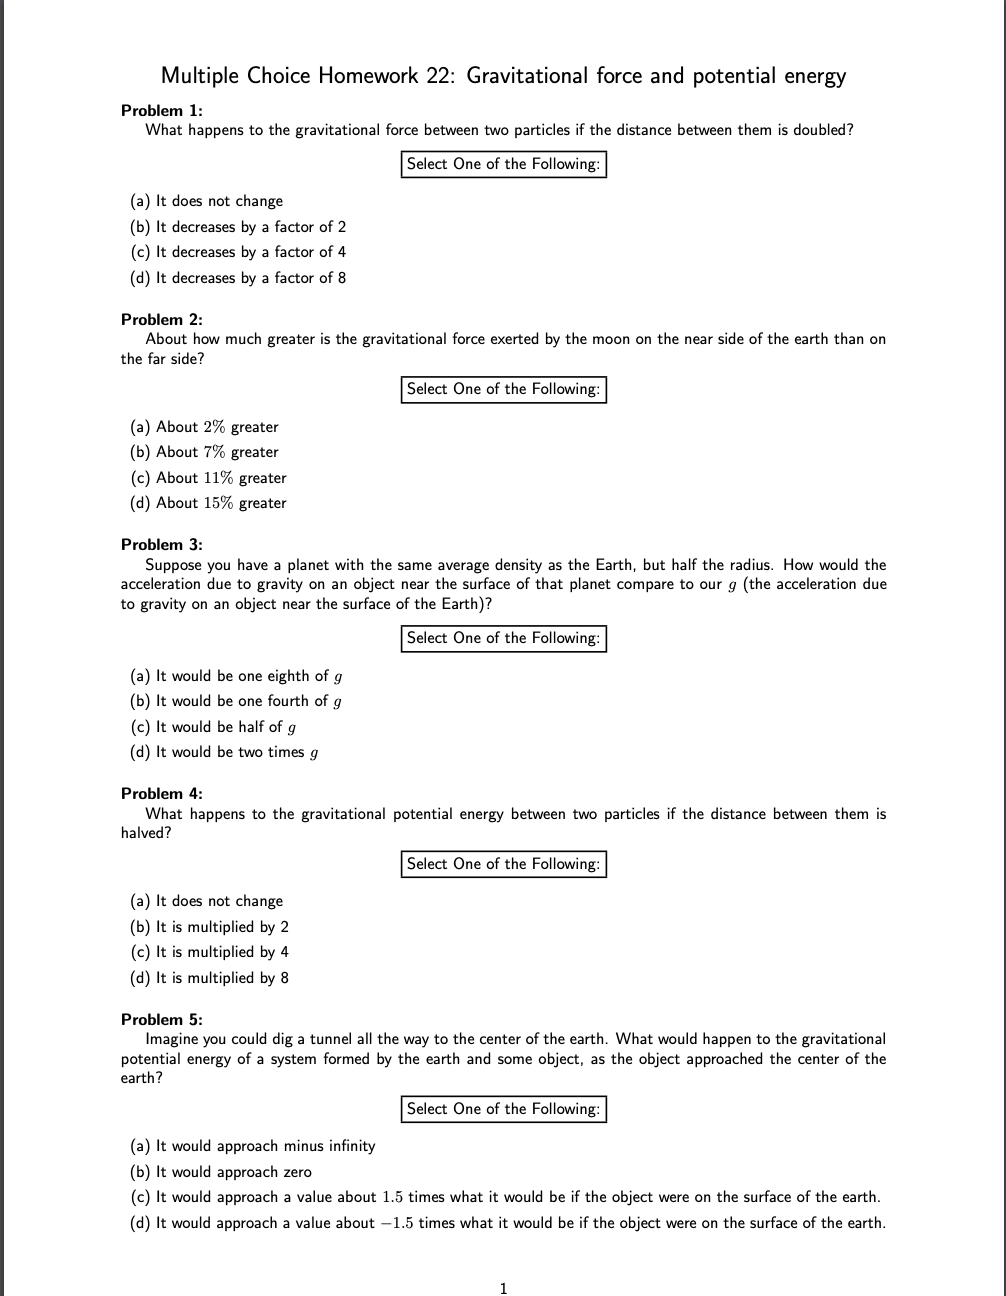 Multiple Choice Homework 22: Gravitational force and potential energy
Problem 1:
What happens to the gravitational force between two particles if the distance between them is doubled?
Select One of the Following:
(a) It does not change
(b) It decreases by a factor of 2
(c) It decreases by a factor of 4
(d) It decreases by a factor of 8
Problem 2:
About how much greater is the gravitational force exerted by the moon on the near side of the earth than on
the far side?
Select One of the Following:
(a) About 2% greater
(b) About 7% greater
(c) About 11% greater
(d) About 15% greater
Problem 3:
Suppose you have a planet with the same average density as the Earth, but half the radius. How would the
acceleration due to gravity on an object near the surface of that planet compare to our g (the acceleration due
to gravity on an object near the surface of the Earth)?
Select One of the Following:
(a) It would be one eighth of g
(b) It would be one fourth of g
(c) It would be half of g
(d) It would be two times g
Problem 4:
What happens to the gravitational potential energy between two particles if the distance between them is
halved?
Select One of the Following:
(a) It does not change
(b) It is multiplied by 2
(c) It is multiplied by 4
(d) It is multiplied by 8
Problem 5:
Imagine you could dig a tunnel all the way to the center of the earth. What would happen to the gravitational
potential energy of a system formed by the earth and some object, as the object approached the center of the
earth?
Select One of the Following:
(a) It would approach minus infinity
(b) It would approach zero
(c) It would approach a value about 1.5 times what it would be if the object were on the surface of the earth.
(d) It would approach a value about −1.5 times what it would be if the object were on the surface of the earth.
1